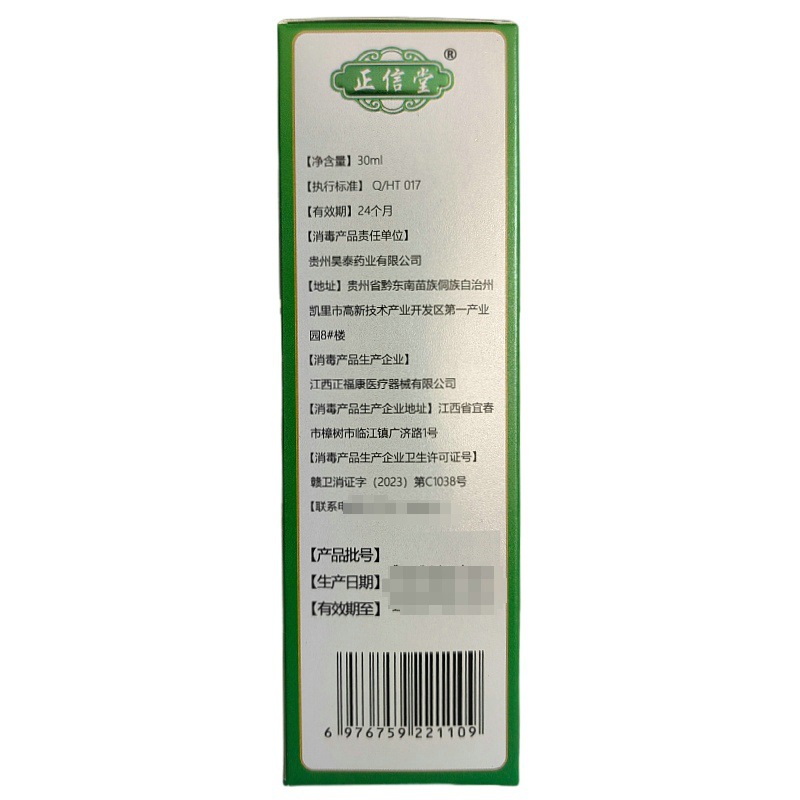 正信堂®
【净含量】30ml
【执行标准】 Q/HT 017
【有效期】24个月
【消毒产品责任单位】
贵州昊泰药业有限公司
【地址】贵州省黔东南苗族侗族自治州
凯里市高新技术产业开发区第一产业
园8#楼
【消毒产品生产企业】
江西正福康医疗器械有限公司
【消毒产品生产企业地址】江西省宜春
市樟树市临江镇广济路1号
【消毒产品生产企业卫生许可证号】
赣卫消证字（2023）第C1038号
【联系
【产品批号】
【生产日期】
【有效期至】
6 976759 221109